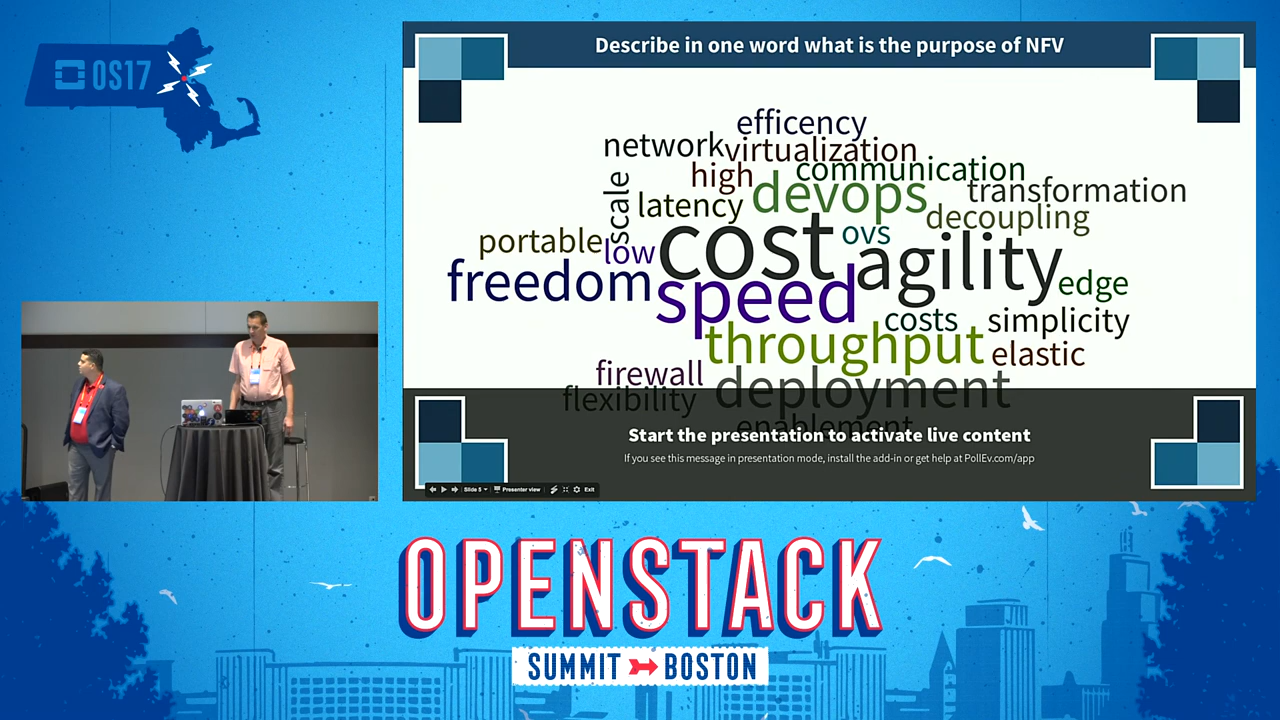 OS17
Describe in one word what is the purpose of NFV
efficency
network
virtualization
communication
high
devops
transformation
scale
latency
decoupling
portable
low
cost
ovs
agility
freedom
speed
edge
costs
simplicity
throughput
elastic
firewall
deployment
flexibility
enablement
Start the presentation to activate live content
If you see this message in presentation mode, install the add-in or get help at PollEv.com/app
Slide 5
Presenter view
Exit
OPENSTACK
SUMMIT BOSTON